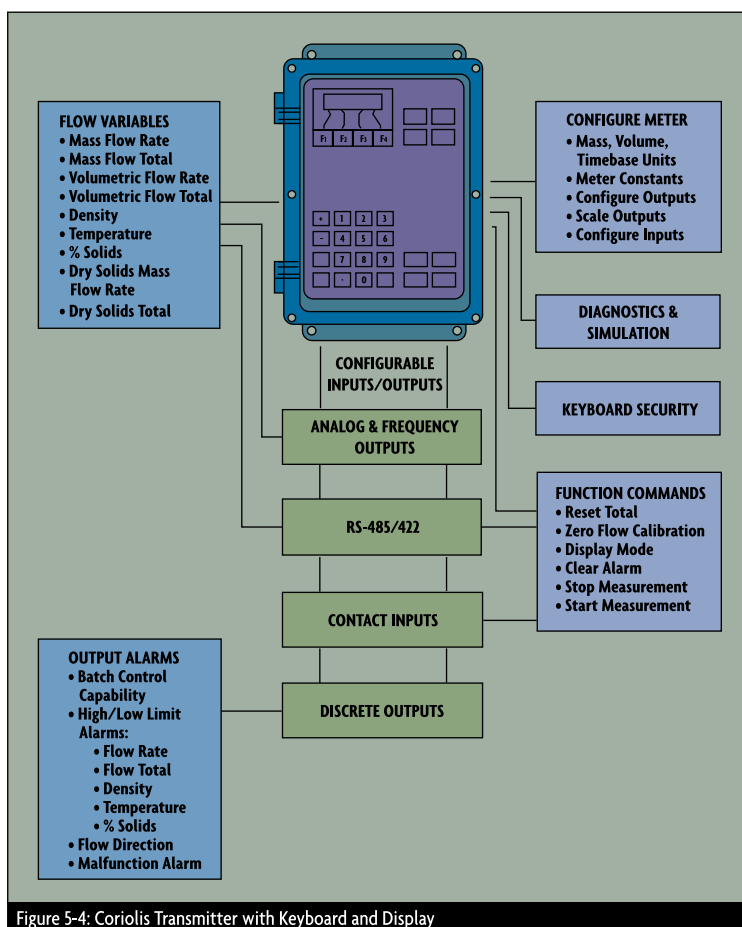 FLOW VARIABLES
• Mass Flow Rate
• Mass Flow Total
• Volumetric Flow Rate
• Volumetric Flow Total
• Density
• Temperature
• % Solids
• Dry Solids Mass
Flow Rate
• Dry Solids Total
F1 F2 F3 F4
+ 1 2 3
- 4 5 6
7 8 9
. 0
CONFIGURE METER
• Mass, Volume,
Timebase Units
• Meter Constants
• Configure Outputs
• Scale Outputs
• Configure Inputs
DIAGNOSTICS &
SIMULATION
KEYBOARD SECURITY
CONFIGURABLE
INPUTS/OUTPUTS
ANALOG & FREQUENCY
OUTPUTS
RS-485/422
CONTACT INPUTS
DISCRETE OUTPUTS
FUNCTION COMMANDS
• Reset Total
• Zero Flow Calibration
• Display Mode
• Clear Alarm
• Stop Measurement
• Start Measurement
OUTPUT ALARMS
• Batch Control
Capability
• High/Low Limit
Alarms:
• Flow Rate
• Flow Total
• Density
• Temperature
• % Solids
• Flow Direction
• Malfunction Alarm
Figure 5-4: Coriolis Transmitter with Keyboard and Display